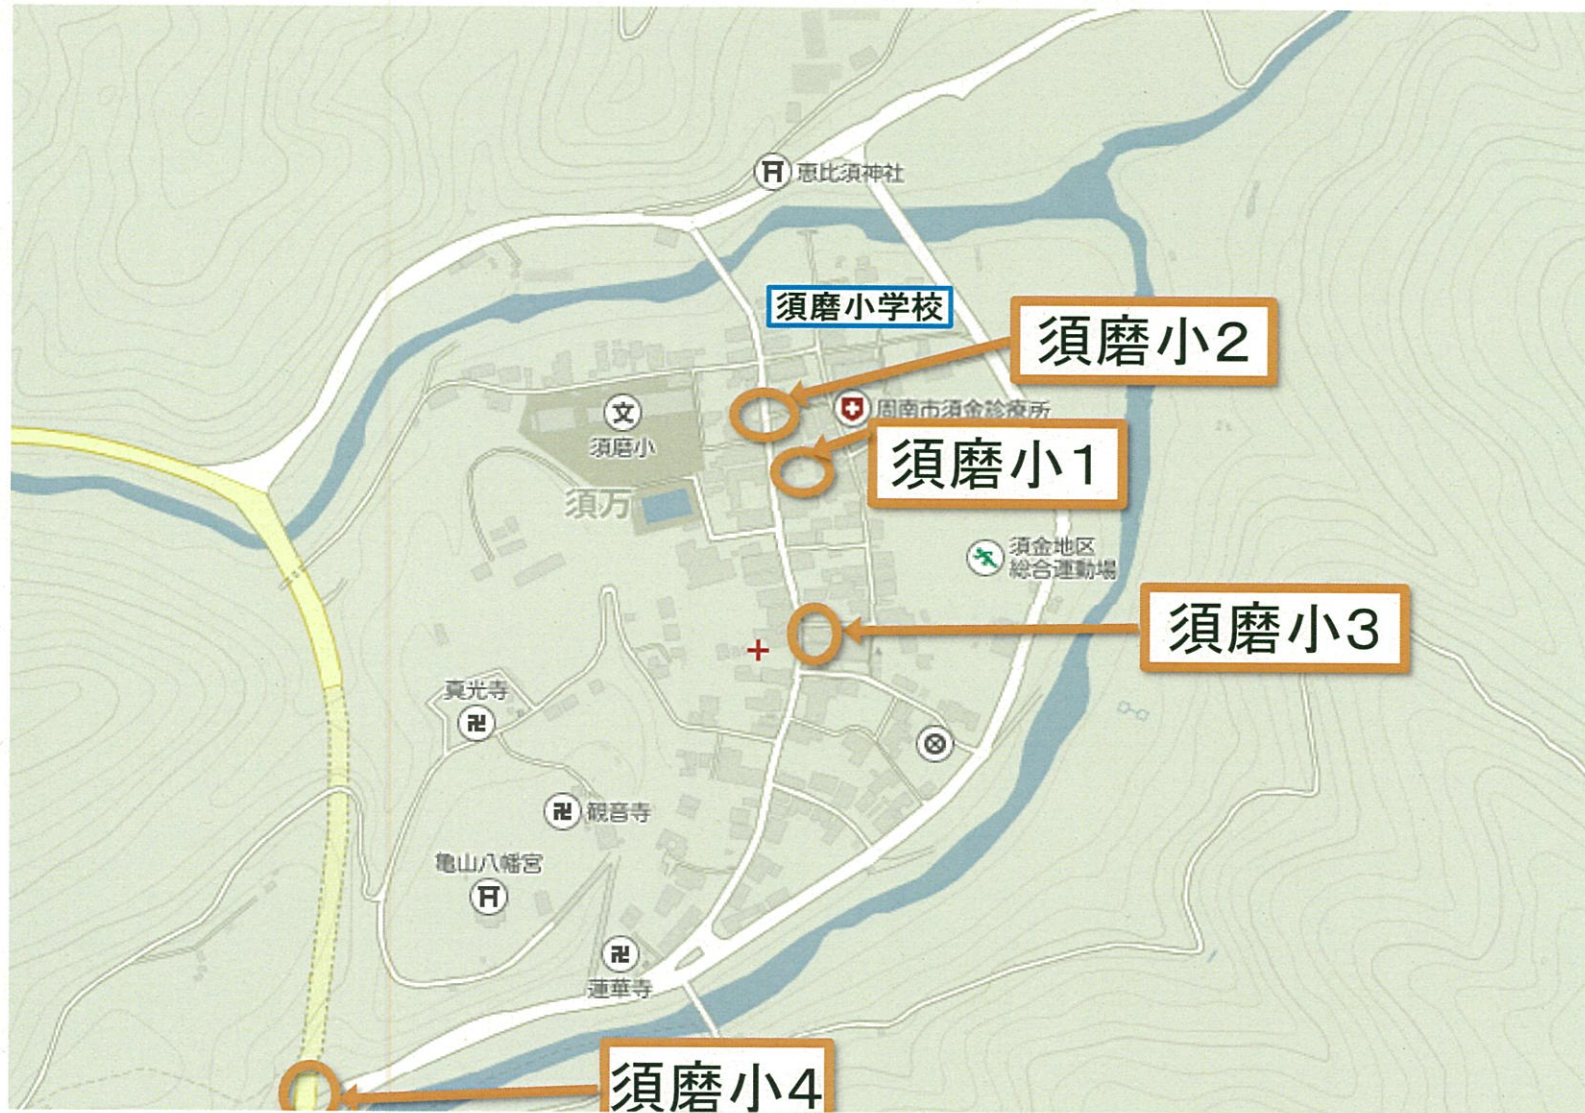 恵比須神社
須磨小学校
須磨小2
周南市須金診療所
文
須磨小
須磨小1
須万
須金地区
総合運動場
須磨小3
真光寺
観音寺
亀山八幡宮
蓮華寺
須磨小4